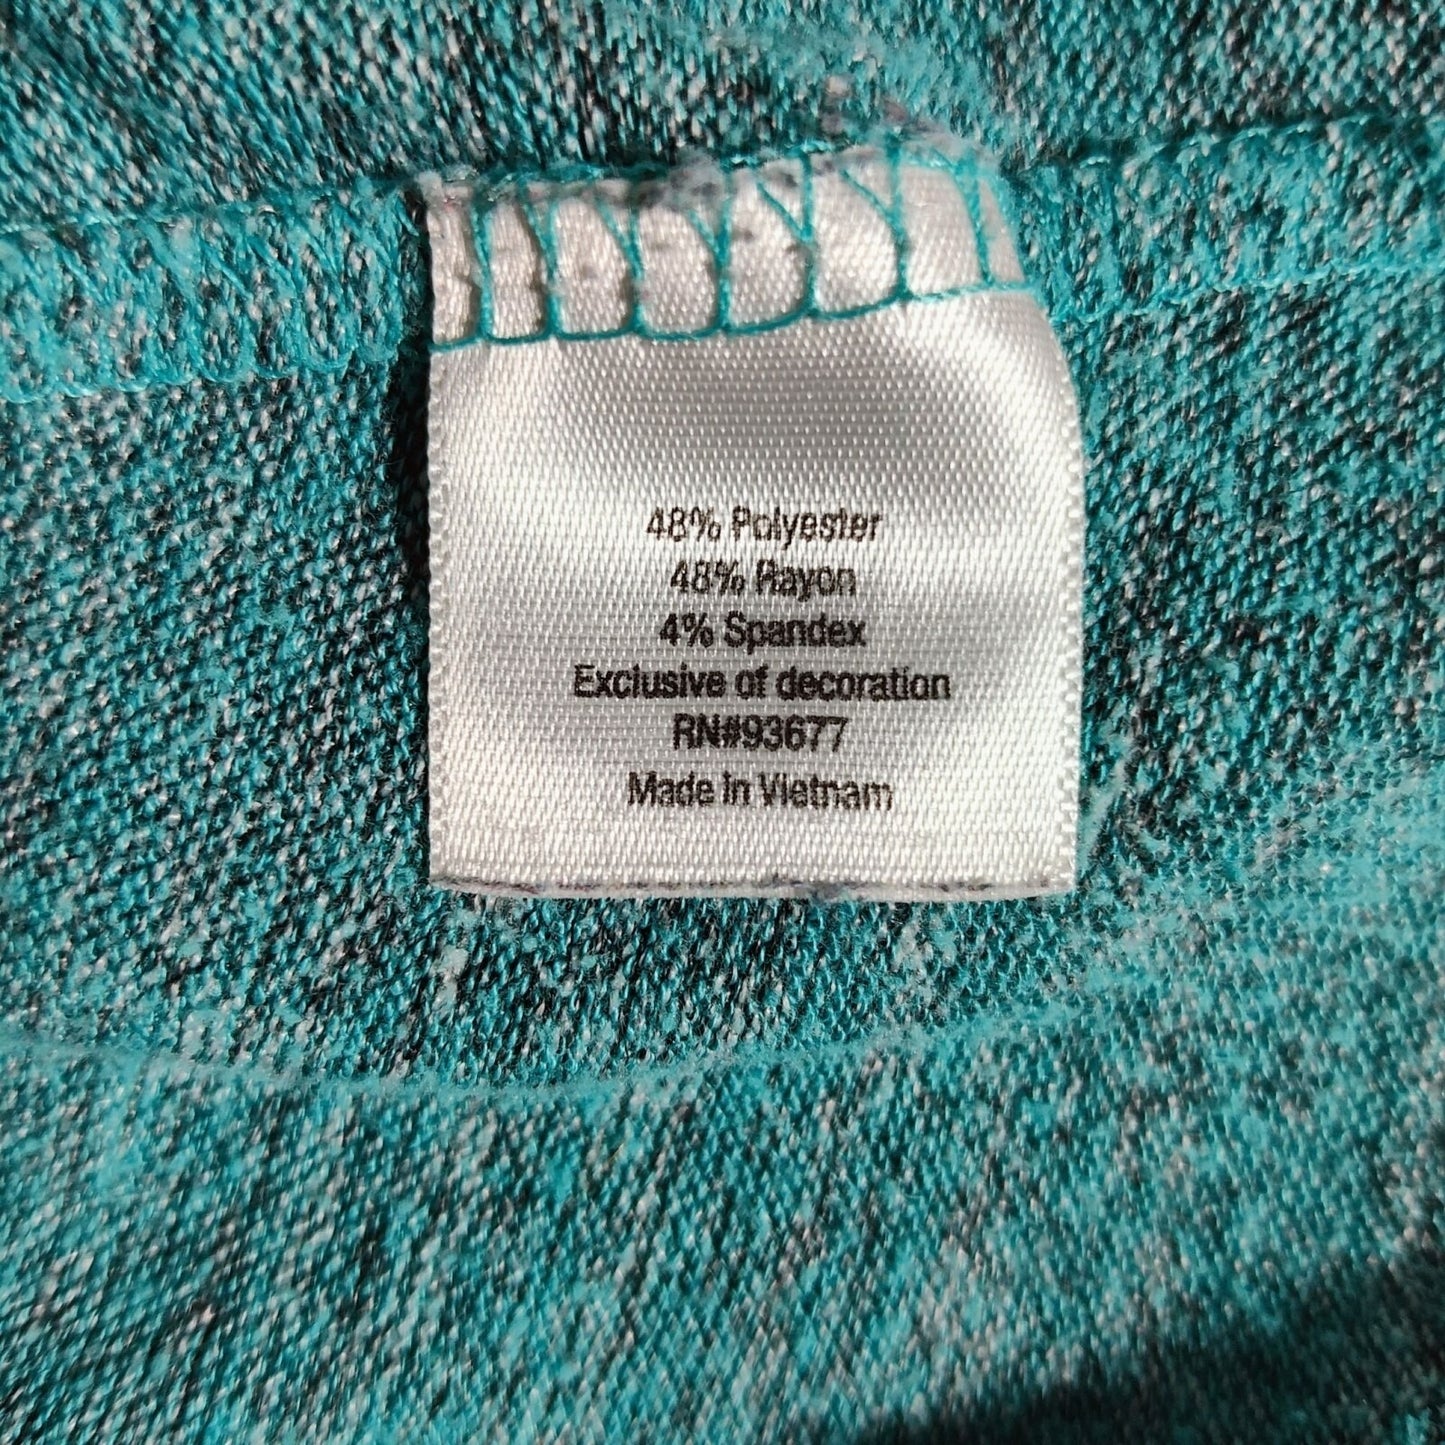 48% Polyester
48% Rayon
4% Spandex
Exclusive of decoration
RN#93677
Made in Vietnam